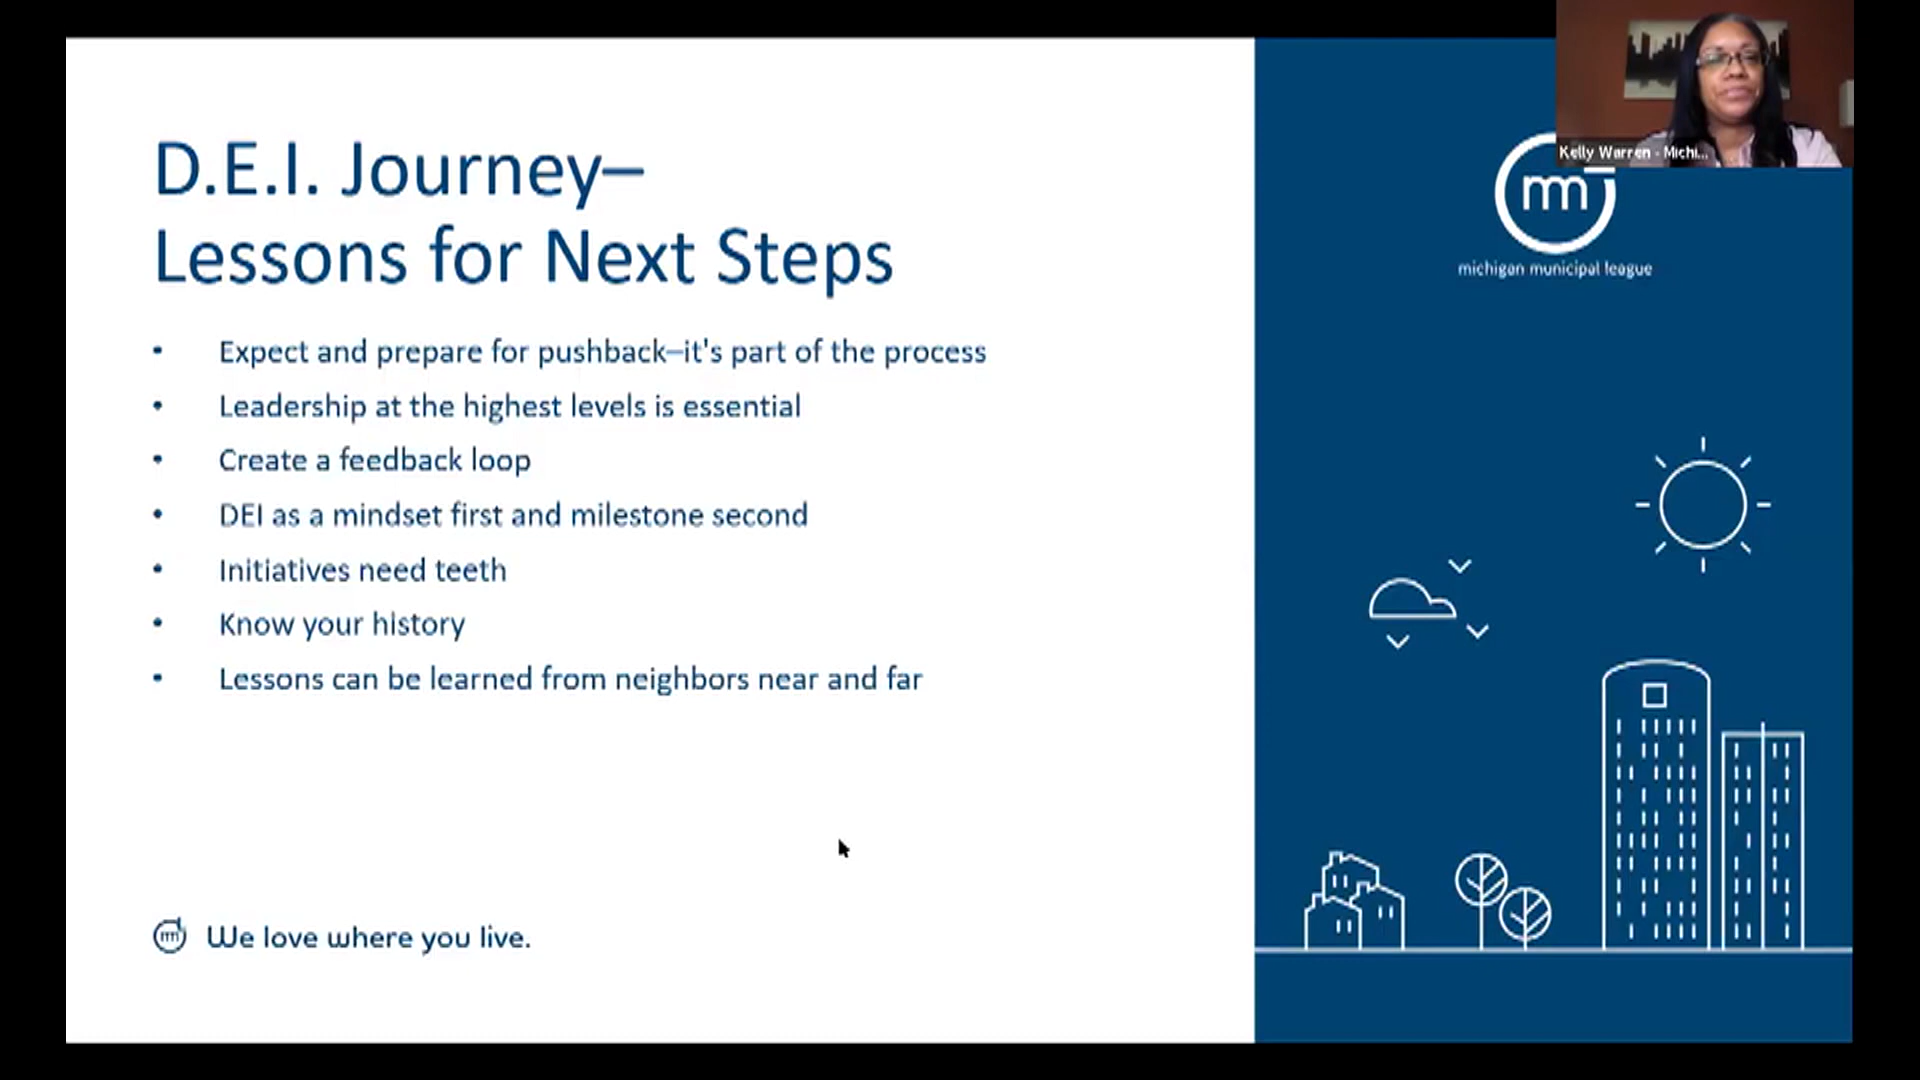 D.E.I. Journey–
Lessons for Next Steps
• Expect and prepare for pushback–it's part of the process
• Leadership at the highest levels is essential
• Create a feedback loop
• DEI as a mindset first and milestone second
• Initiatives need teeth
• Know your history
• Lessons can be learned from neighbors near and far
We love where you live.
Kelly Warren - Michi...
michigan municipal league